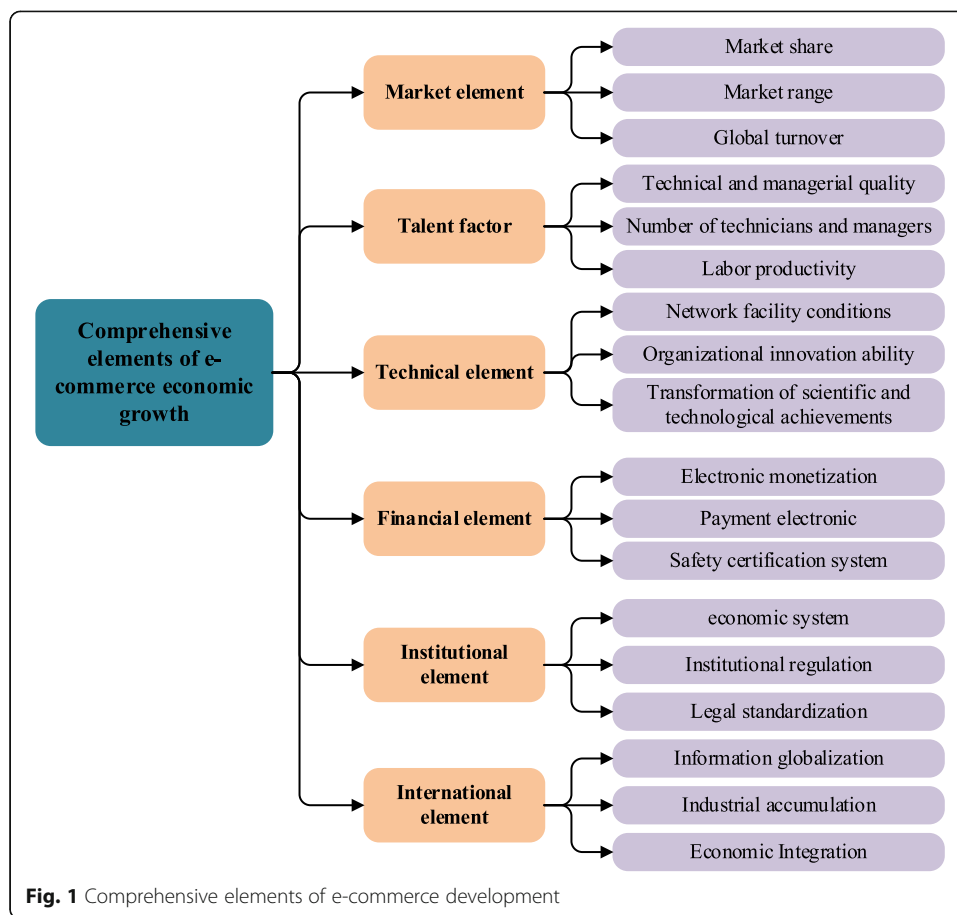 Comprehensive
elements of e-
commerce economic
growth
Market element
Market share
Market range
Global turnover
Talent factor
Technical and managerial quality
Number of technicians and managers
Labor productivity
Technical element
Network facility conditions
Organizational innovation ability
Transformation of scientific and
technological achievements
Financial element
Electronic monetization
Payment electronic
Safety certification system
Institutional
element
economic system
Institutional regulation
Legal standardization
International
element
Information globalization
Industrial accumulation
Economic Integration
Fig. 1 Comprehensive elements of e-commerce development